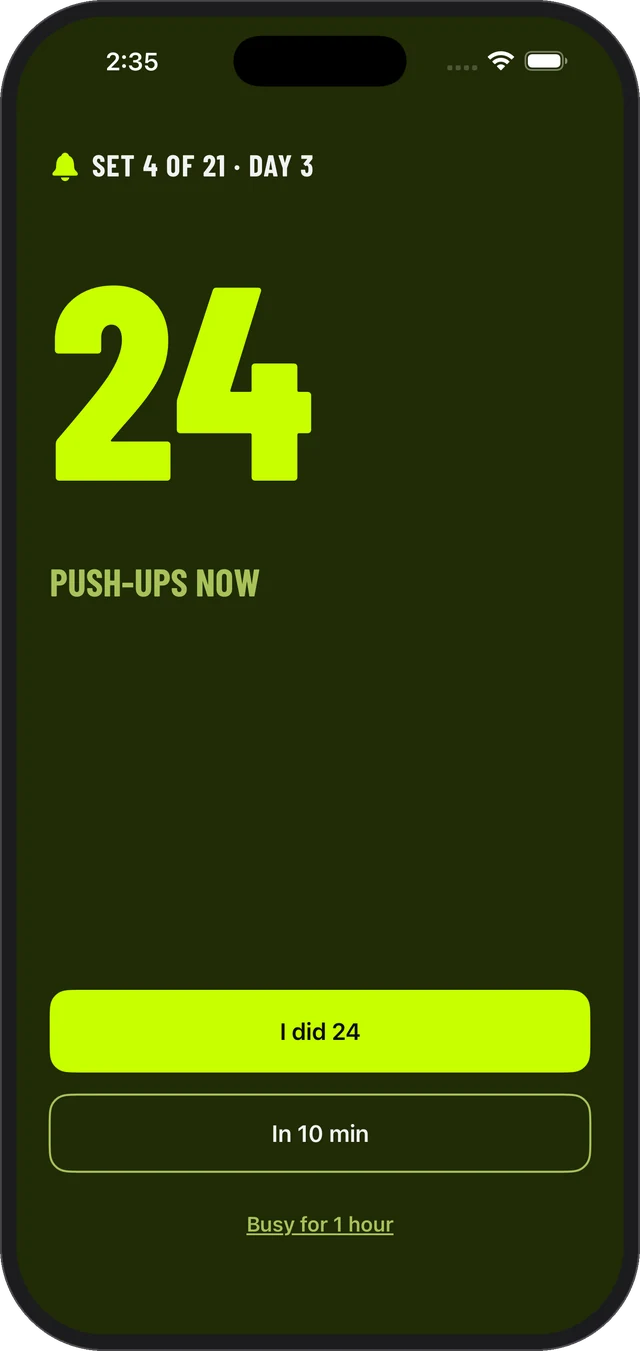 2:35
SET 4 OF 21 · DAY 3
24
PUSH-UPS NOW
I did 24
In 10 min
Busy for 1 hour